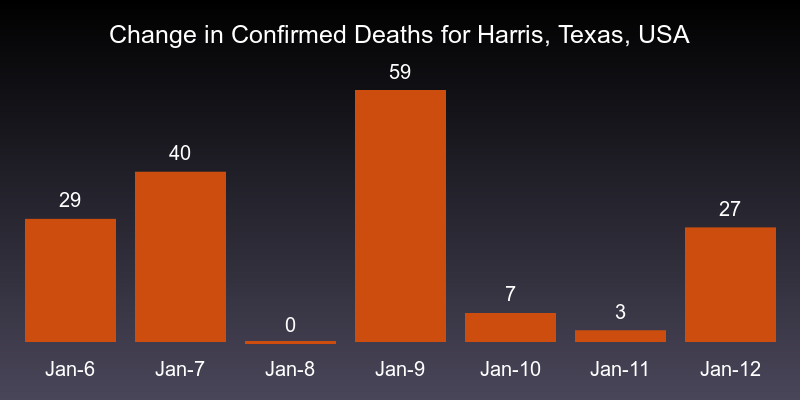 Change in Confirmed Deaths for Harris, Texas, USA
29
40
0
59
7
3
27
Jan-6
Jan-7
Jan-8
Jan-9
Jan-10
Jan-11
Jan-12